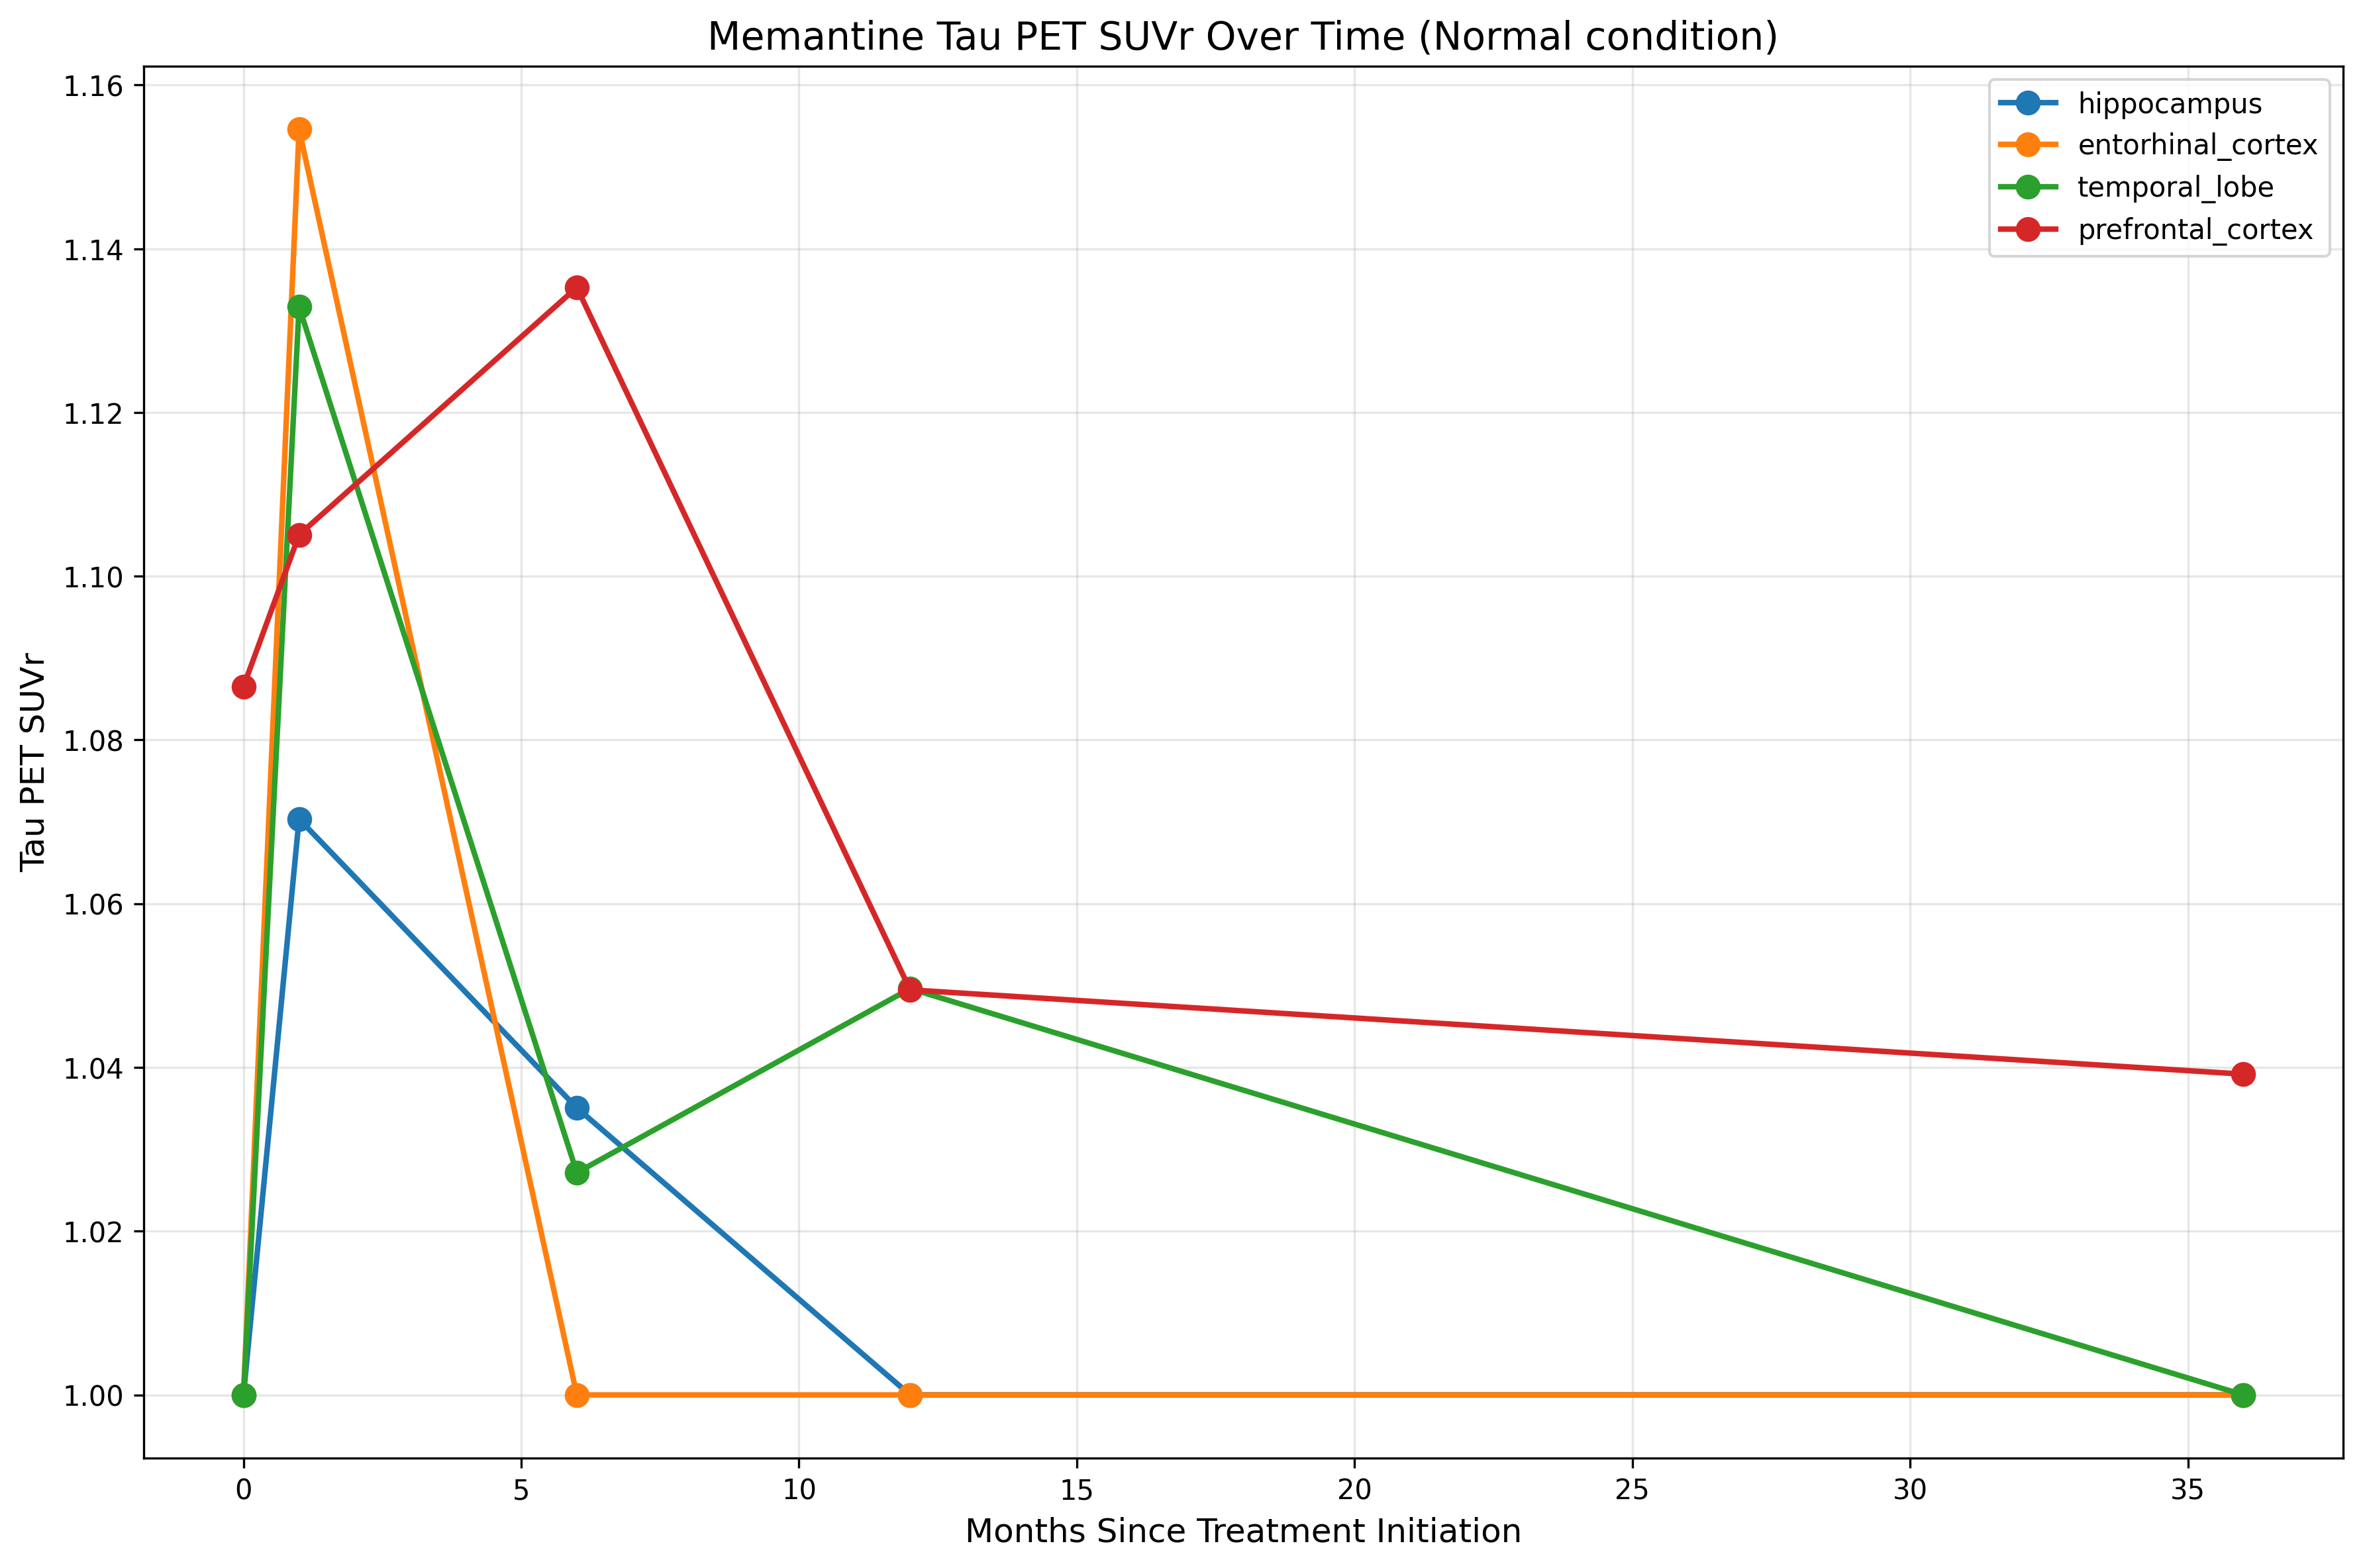 Memantine Tau PET SUVr Over Time (Normal condition)
hippocampus
entorhinal_cortex
temporal_lobe
prefrontal_cortex
Tau PET SUVr
1.16
1.14
1.12
1.10
1.08
1.06
1.04
1.02
1.00
0 5 10 15 20 25 30 35
Months Since Treatment Initiation